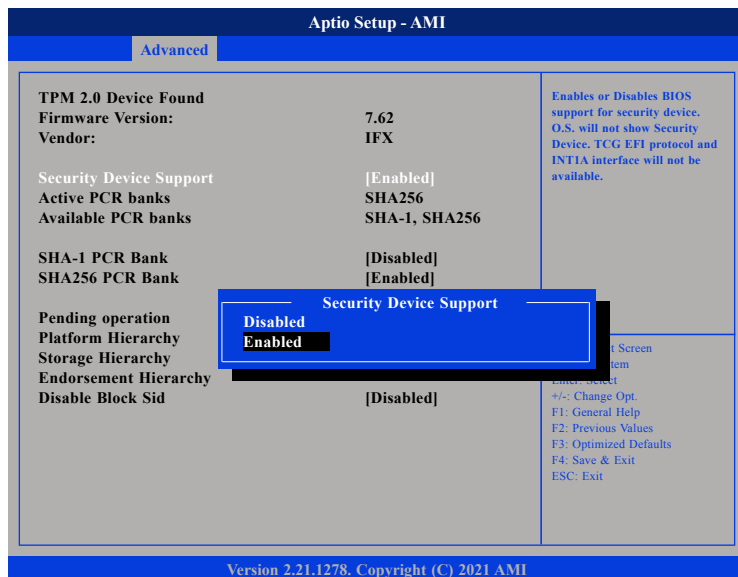 Aptio Setup - AMI
Advanced
TPM 2.0 Device Found
Firmware Version: 7.62
Vendor: IFX
Security Device Support [Enabled]
Active PCR banks SHA256
Available PCR banks SHA-1, SHA256
SHA-1 PCR Bank [Disabled]
SHA256 PCR Bank [Enabled]
Pending operation
Platform Hierarchy
Storage Hierarchy
Endorsement Hierarchy
Disable Block Sid [Disabled]
Security Device Support
Disabled
Enabled
Enables or Disables BIOS
support for security device.
O.S. will not show Security
Device. TCG EFI protocol and
INT1A interface will not be
available.
Screen
Enter: Select
+/-: Change Opt.
F1: General Help
F2: Previous Values
F3: Optimized Defaults
F4: Save & Exit
ESC: Exit
Version 2.21.1278. Copyright (C) 2021 AMI